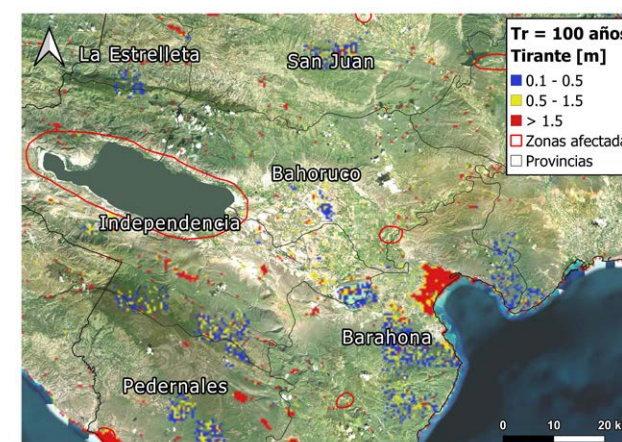 Tr = 100 años
Tirante [m]
0.1 - 0.5
0.5 - 1.5
> 1.5
Zonas afectada
Provincias
La Estrelleta
San Juan
Bahoruco
Independencia
Barahona
Pedernales
0 10 20 k